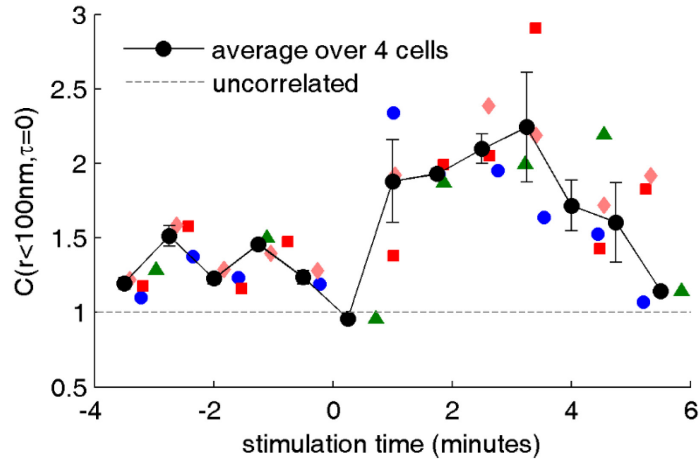 3
2.5
2
1.5
1
0.5
average over 4 cells
uncorrelated
C(r<100nm,τ=0)
-4 -2 0 2 4 6
stimulation time (minutes)